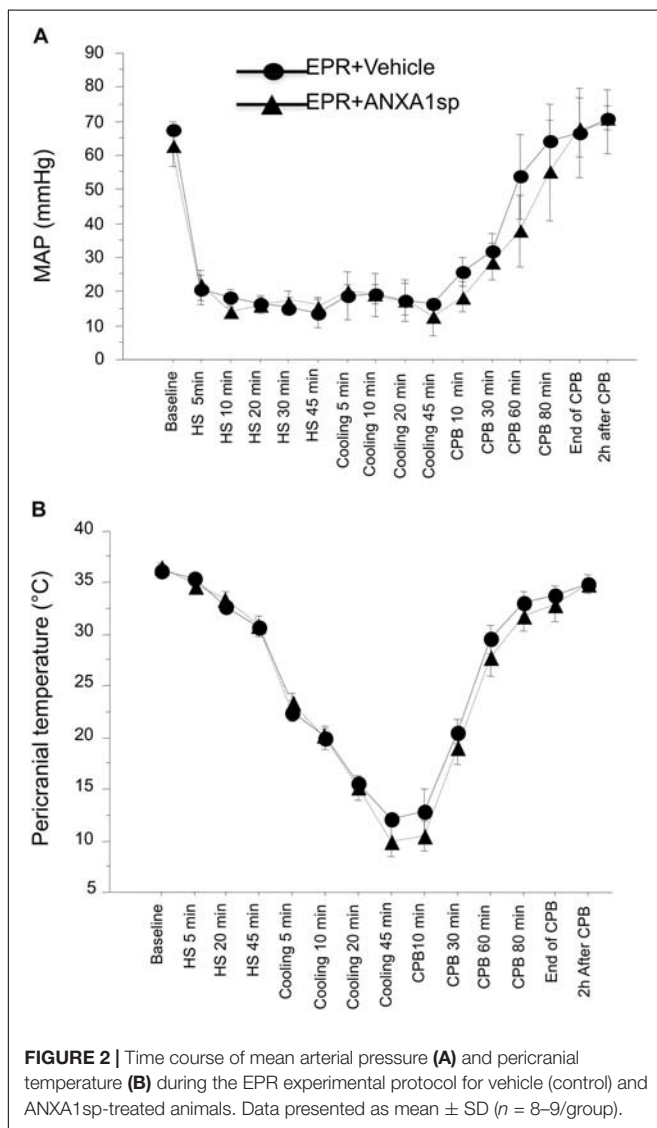 A
EPR+Vehicle
EPR+ANXA1sp
MAP (mmHg)
90
80
70
60
50
40
30
20
10
0
Baseline
HS 5min
HS 10 min
HS 20 min
HS 30 min
HS 45 min
Cooling 5 min
Cooling 10 min
Cooling 20 min
Cooling 45 min
CPB 10 min
CPB 30 min
CPB 60 min
CPB 80 min
End of CPB
2h after CPB
B
Pericranial temperature (°C)
40
35
30
25
20
15
10
5
Baseline
HS 5 min
HS 20 min
HS 45 min
Cooling 5 min
Cooling 10 min
Cooling 20 min
Cooling 45 min
CPB10 min
CPB 30 min
CPB 60 min
CPB 80 min
End of CPB
2h After CPB
FIGURE 2 | Time course of mean arterial pressure (A) and pericranial
temperature (B) during the EPR experimental protocol for vehicle (control) and
ANXA1sp-treated animals. Data presented as mean ± SD (n = 8–9/group).